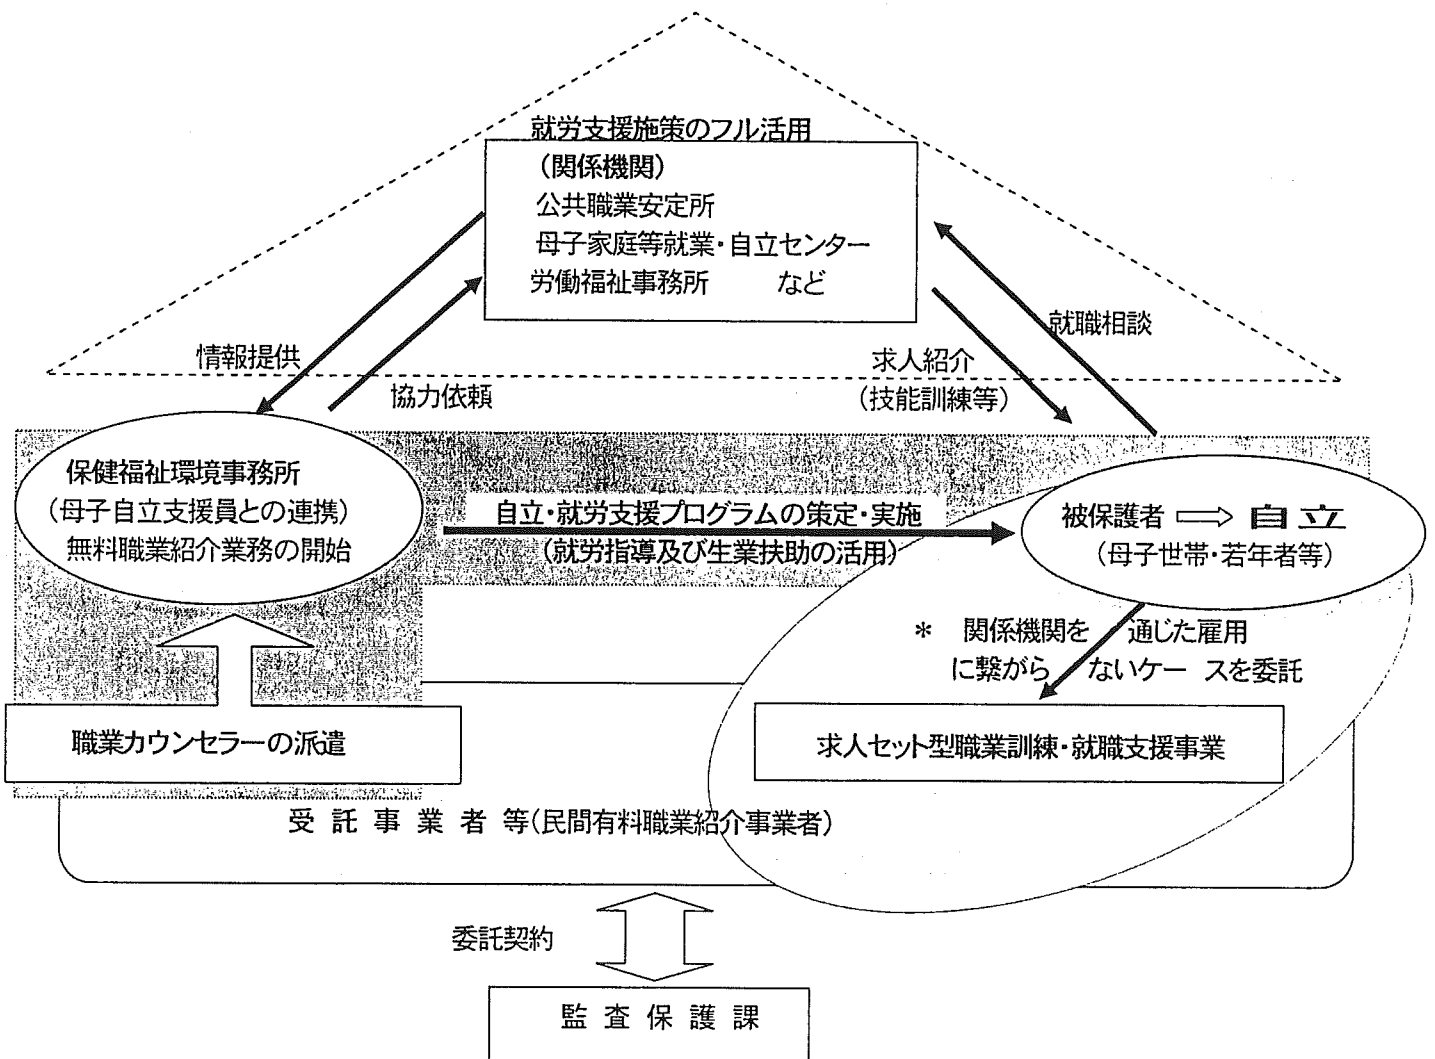 就労支援施策のフル活用
(関係機関)
公共職業安定所
母子家庭等就業・自立センター
労働福祉事務所　　など
情報提供
協力依頼
求人紹介
(技能訓練等)
就職相談
保健福祉環境事務所
(母子自立支援員との連携)
無料職業紹介業務の開始
自立・就労支援プログラムの策定・実施
(就労指導及び生業扶助の活用)
被保護者 ⇨ 自立
(母子世帯・若年者等)
＊　関係機関を　通じた雇用
に繋がら　ないケー　スを委託
職業カウンセラーの派遣
求人セット型職業訓練・就職支援事業
受 託 事 業 者 等(民間有料職業紹介事業者)
委託契約
監 査 保 護 課